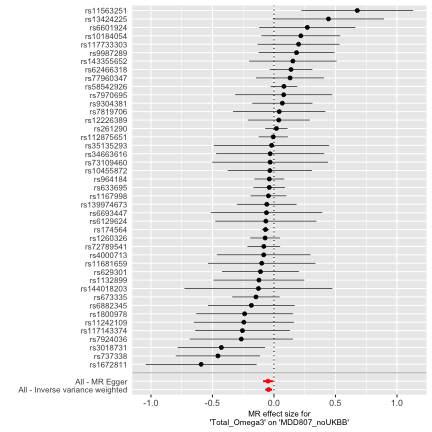 rs11563251
rs13424225
rs6601924
rs10184054
rs117733303
rs9987289
rs143355652
rs62466318
rs77960347
rs58542926
rs7970695
rs9304381
rs7819706
rs12226389
rs261290
rs112875651
rs35135293
rs34663616
rs73109460
rs10455872
rs964184
rs633695
rs1167998
rs139974673
rs6693447
rs6129624
rs174564
rs1260326
rs72789541
rs4000713
rs11681659
rs629301
rs1132899
rs144018203
rs673335
rs6882345
rs1800978
rs11242109
rs117143374
rs7924036
rs3018731
rs737338
rs1672811
All - MR Egger
All - Inverse variance weighted
-1.0 -0.5 0.0 0.5 1.0
MR effect size for
'Total_Omega3' on 'MDD807_noUKBB'